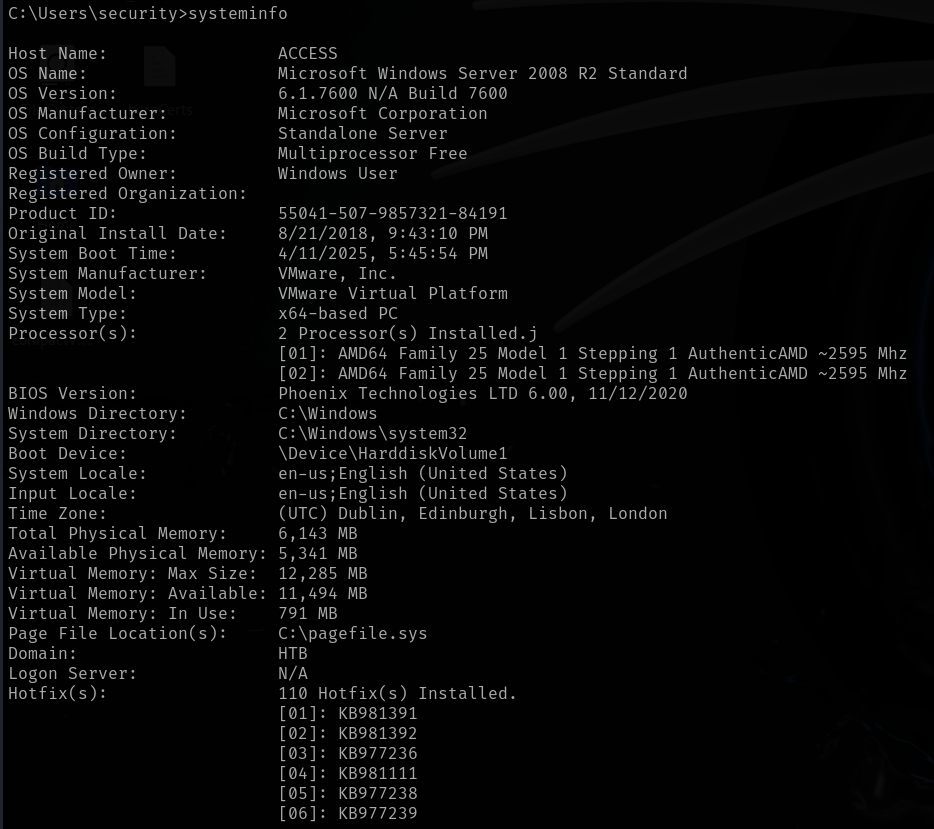 C:\Users\security>systeminfo
Host Name: ACCESS
OS Name: Microsoft Windows Server 2008 R2 Standard
OS Version: 6.1.7600 N/A Build 7600
OS Manufacturer: Microsoft Corporation
OS Configuration: Standalone Server
OS Build Type: Multiprocessor Free
Registered Owner: Windows User
Registered Organization:
Product ID: 55041-507-9857321-84191
Original Install Date: 8/21/2018, 9:43:10 PM
System Boot Time: 4/11/2025, 5:45:54 PM
System Manufacturer: VMware, Inc.
System Model: VMware Virtual Platform
System Type: x64-based PC
Processor(s): 2 Processor(s) Installed.j
[01]: AMD64 Family 25 Model 1 Stepping 1 AuthenticAMD ~2595 Mhz
[02]: AMD64 Family 25 Model 1 Stepping 1 AuthenticAMD ~2595 Mhz
BIOS Version: Phoenix Technologies LTD 6.00, 11/12/2020
Windows Directory: C:\Windows
System Directory: C:\Windows\system32
Boot Device: \Device\HarddiskVolume1
System Locale: en-us;English (United States)
Input Locale: en-us;English (United States)
Time Zone: (UTC) Dublin, Edinburgh, Lisbon, London
Total Physical Memory: 6,143 MB
Available Physical Memory: 5,341 MB
Virtual Memory: Max Size: 12,285 MB
Virtual Memory: Available: 11,494 MB
Virtual Memory: In Use: 791 MB
Page File Location(s): C:\pagefile.sys
Domain: HTB
Logon Server: N/A
Hotfix(s): 110 Hotfix(s) Installed.
[01]: KB981391
[02]: KB981392
[03]: KB977236
[04]: KB981111
[05]: KB977238
[06]: KB977239